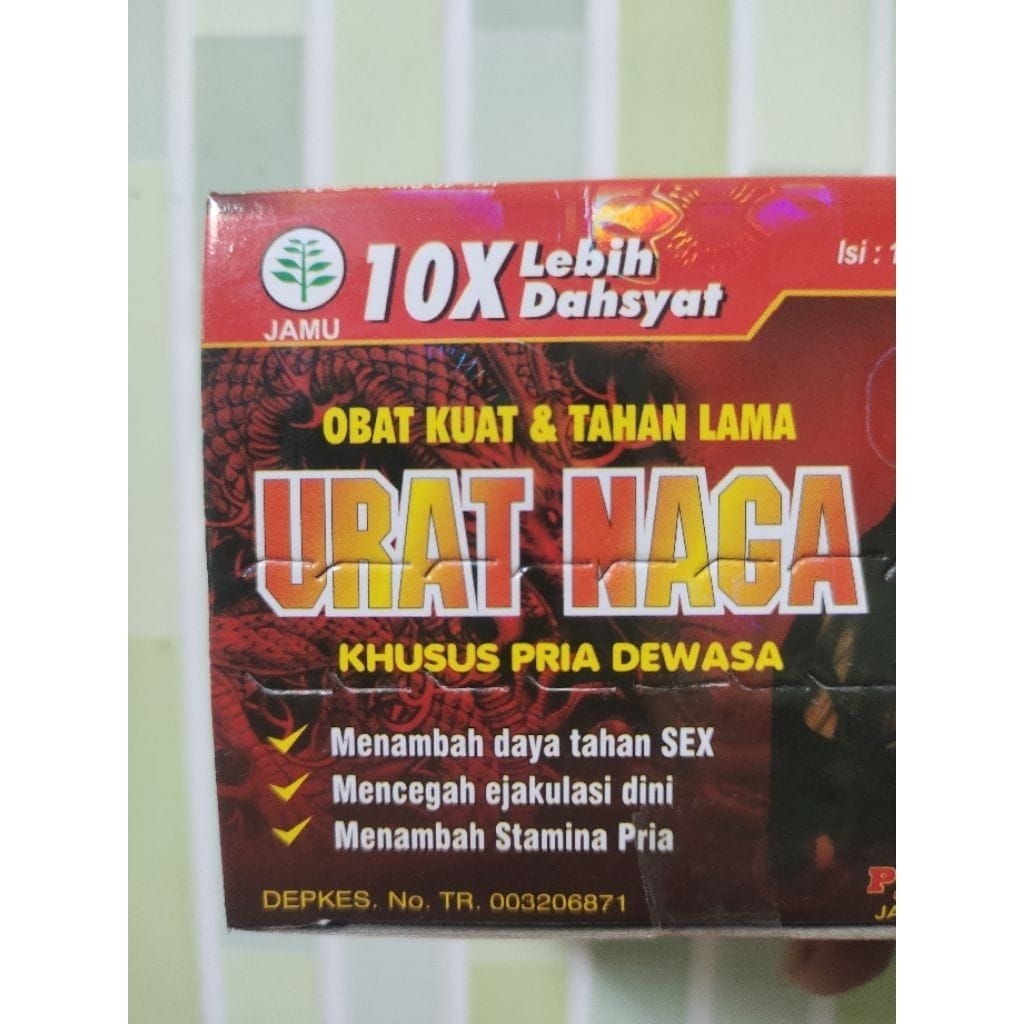 10X Lebih
Dahsyat
Isi :
JAMU
OBAT KUAT & TAHAN LAMA
URAT NAGA
KHUSUS PRIA DEWASA
Menambah daya tahan SEX
Mencegah ejakulasi dini
Menambah Stamina Pria
DEPKES. No. TR. 003206871